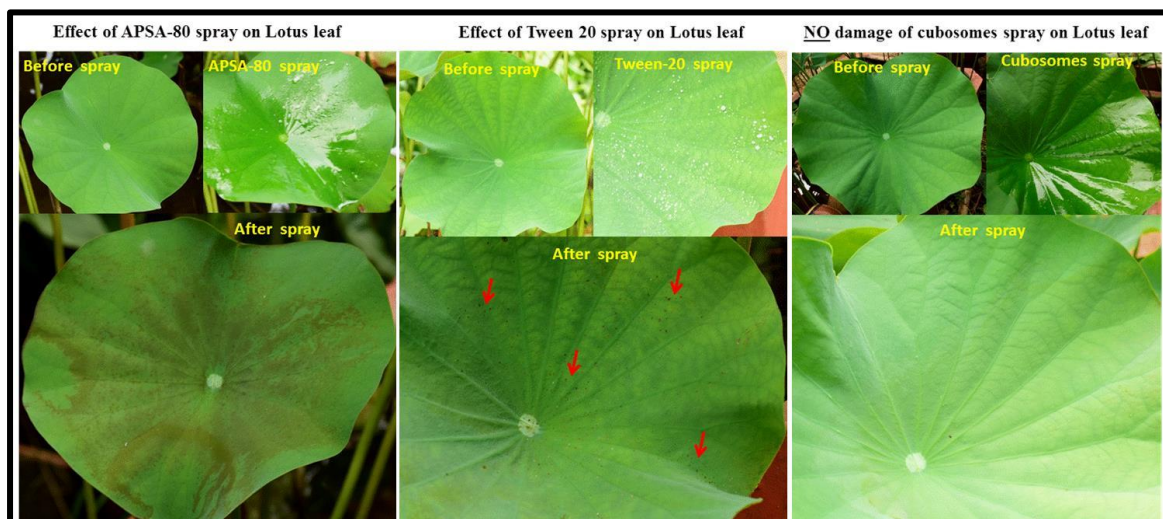 Effect of APSA-80 spray on Lotus leaf
Before spray
APSA-80 spray
After spray
Effect of Tween 20 spray on Lotus leaf
Before spray
Tween-20 spray
After spray
NO damage of cubosomes spray on Lotus leaf
Before spray
Cubosomes spray
After spray